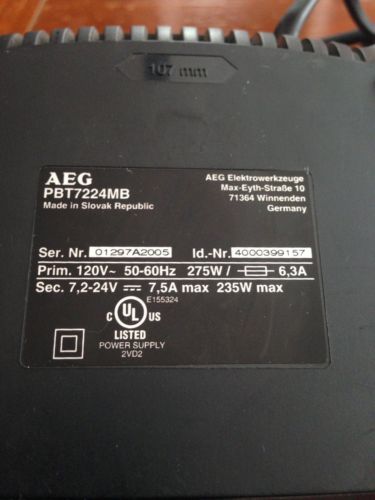 107 mm
AEG
PBT7224MB
Made in Slovak Republic
AEG Elektrowerkzeuge
Max-Eyth-Straße 10
71364 Winnenden
Germany
Ser. Nr. 01297A2005 Id.-Nr. 4000399157
Prim. 120V~ 50-60Hz 275W / 6,3A
Sec. 7,2-24V 7,5A max 235W max
E155324
C UL US
LISTED
POWER SUPPLY
2VD2